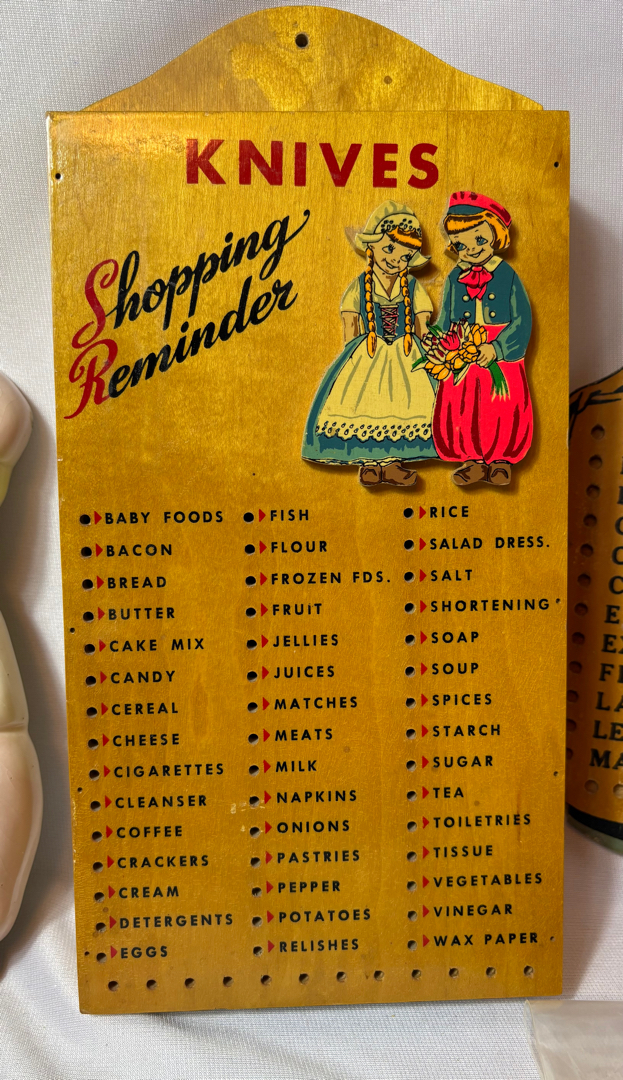 KNIVES
Shopping
Reminder
BABY FOODS
BACON
BREAD
BUTTER
CAKE MIX
CANDY
CEREAL
CHEESE
CIGARETTES
CLEANSER
COFFEE
CRACKERS
CREAM
DETERGENTS
EGGS
FISH
FLOUR
FROZEN FDS.
FRUiT
JELLIES
JUICES
MATCHES
MEATS
MILK
NAPKINS
ONIONS
PASTRIES
PEPPER
POTATOES
RELISHES
RICE
SALAD DRESS.
SALT
SHORTENING
SOAP
SOUP
SPICES
STARCH
SUGAR
TEA
TOILETRIES
TISSUE
VEGETABLES
VINEGAR
WAX PAPER